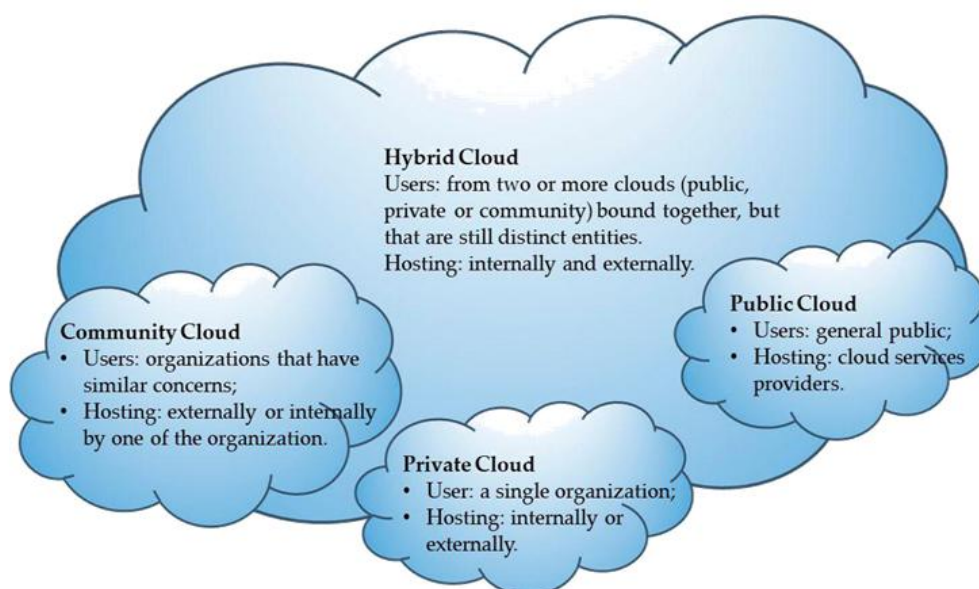 Hybrid Cloud
Users: from two or more clouds (public,
private or community) bound together, but
that are still distinct entities.
Hosting: internally and externally.
Community Cloud
• Users: organizations that have
similar concerns;
• Hosting: externally or internally
by one of the organization.
Public Cloud
• Users: general public;
• Hosting: cloud services
providers.
Private Cloud
• User: a single organization;
• Hosting: internally or
externally.